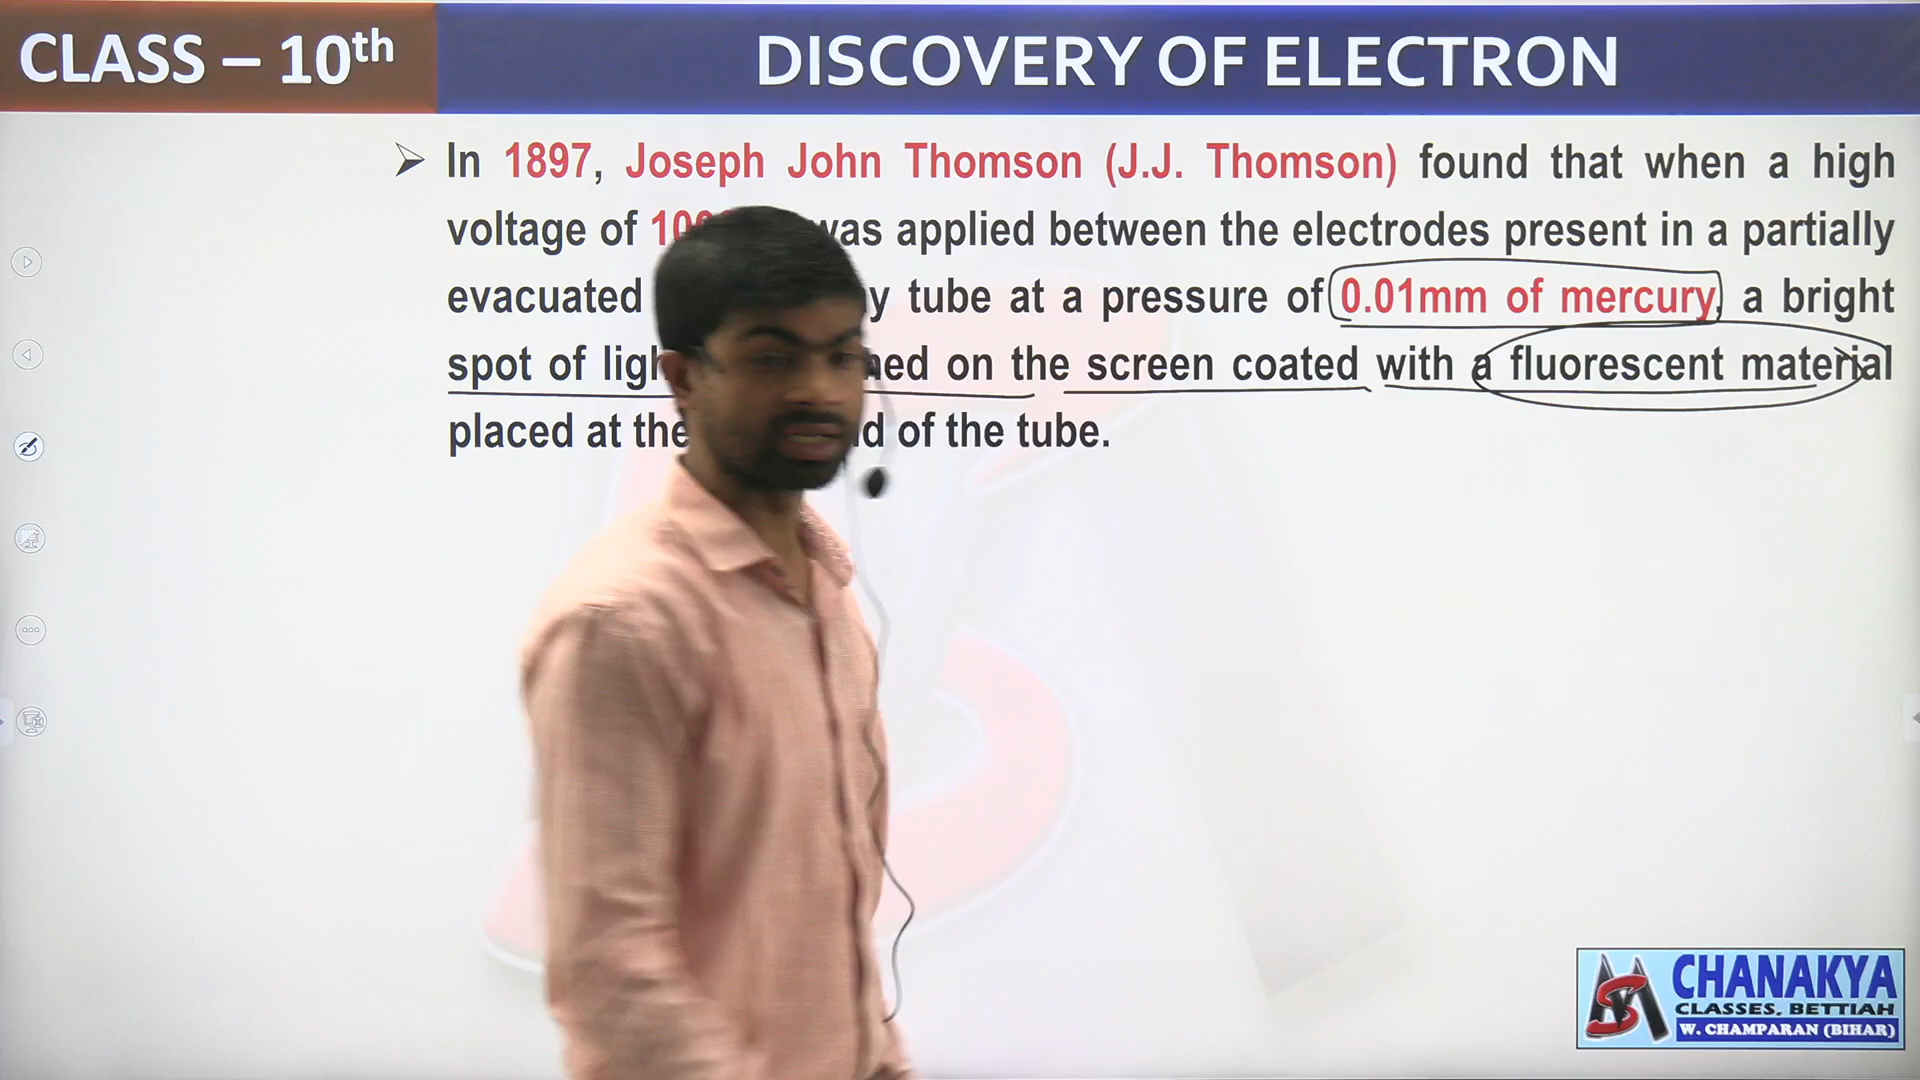 CLASS – 10th
DISCOVERY OF ELECTRON
In 1897, Joseph John Thomson (J.J. Thomson) found that when a high
voltage of was applied between the electrodes present in a partially
evacuated tube at a pressure of 0.01mm of mercury, a bright
spot of on the screen coated with a fluorescent material
placed at the of the tube.
CHANAKYA
CLASSES, BETTIAH
W. CHAMPARAN (BIHAR)